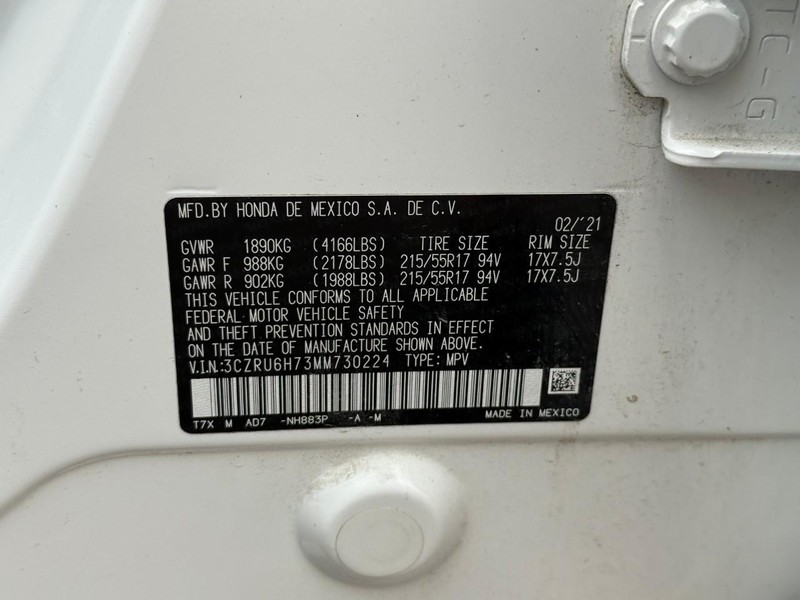 TC-G
MFD.BY HONDA DE MEXICO S.A. DE C.V.
02/'21
GVWR 1890KG (4166LBS) TIRE SIZE RIM SIZE
GAWR F 988KG (2178LBS) 215/55R17 94V 17X7.5J
GAWR R 902KG (1988LBS) 215/55R17 94V 17X7.5J
THIS VEHICLE CONFORMS TO ALL APPLICABLE
FEDERAL MOTOR VEHICLE SAFETY
AND THEFT PREVENTION STANDARDS IN EFFECT
ON THE DATE OF MANUFACTURE SHOWN ABOVE.
V.I.N.:3CZRU6H73MM730224 TYPE: MPV
T7X M AD7 -NH883P -A -M MADE IN MEXICO